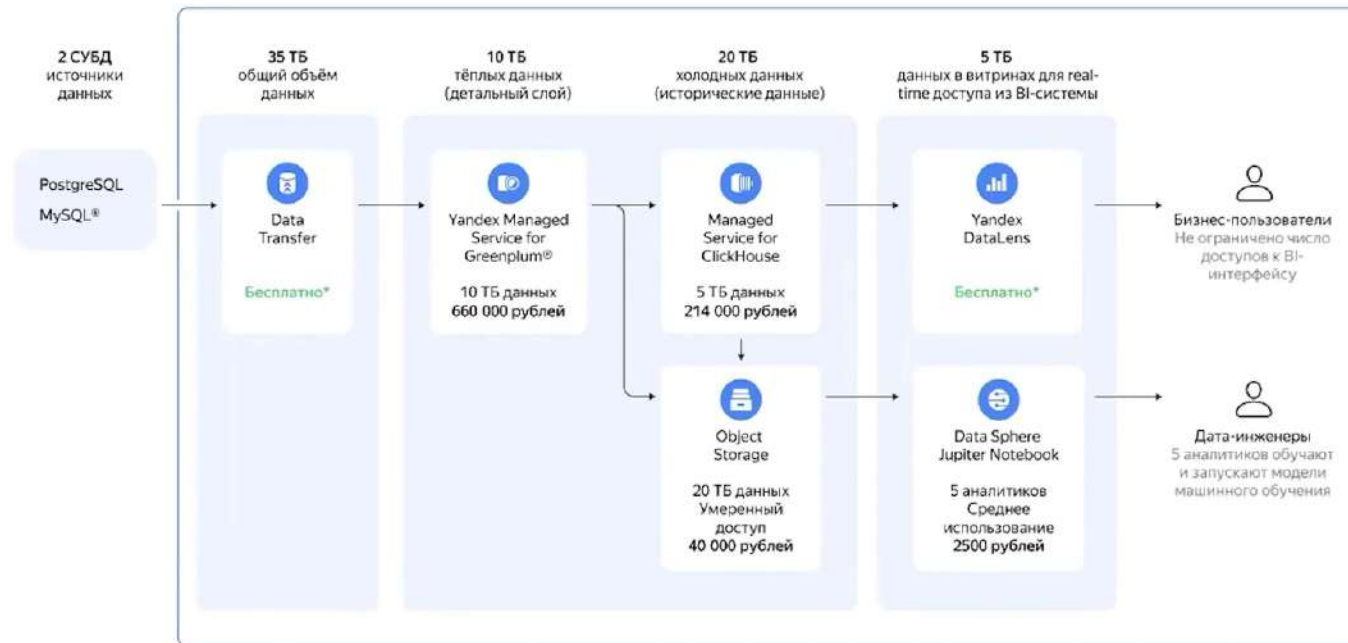 2 СУБД
источники
данных
35 ТБ
общий объём
данных
10 ТБ
тёплых данных
(детальный слой)
20 ТБ
холодных данных
(исторические данные)
5 ТБ
данных в витринах для real-
time доступа из BI-системы
PostgreSQL
MySQL®
Data
Transfer
Бесплатно*
Yandex Managed
Service for
Greenplum®
10 ТБ данных
660 000 рублей
Managed
Service for
ClickHouse
5 ТБ данных
214 000 рублей
Yandex
DataLens
Бесплатно*
Бизнес-пользователи
Не ограничено число
доступов к BI-
интерфейсу
Object
Storage
20 ТБ данных
Умеренный
доступ
40 000 рублей
Data Sphere
Jupiter Notebook
5 аналитиков
Среднее
использование
2500 рублей
Дата-инженеры
5 аналитиков обучают
и запускают модели
машинного обучения